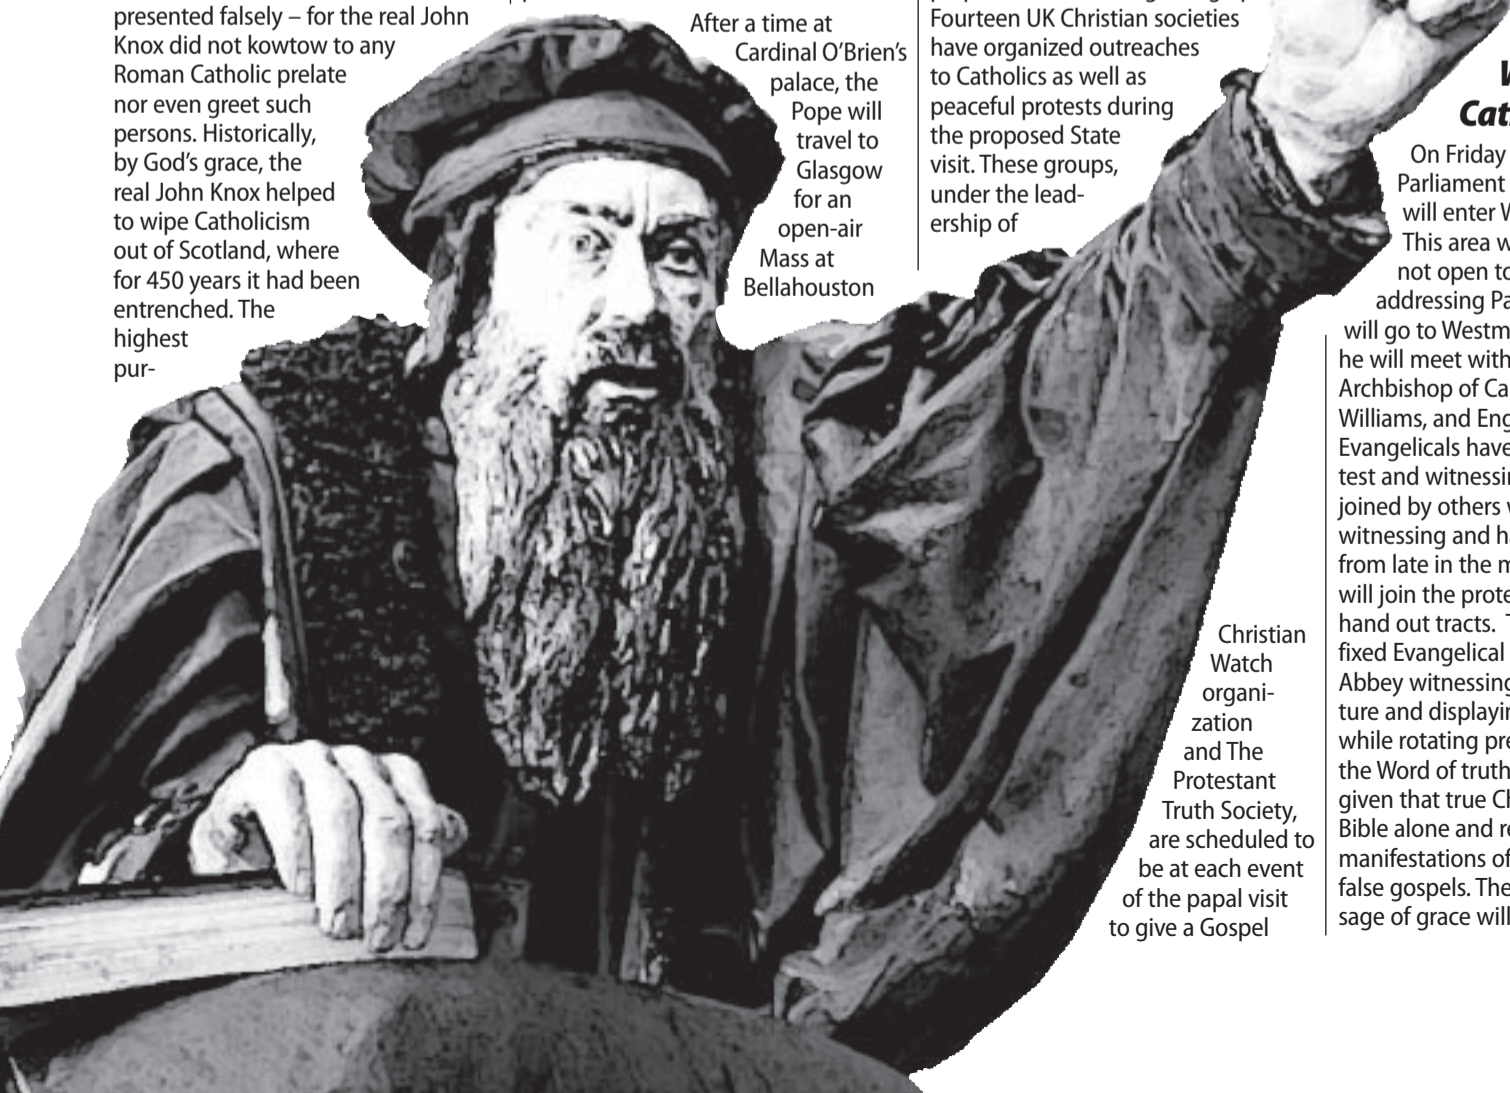 presented falsely – for the real John
Knox did not kowtow to any
Roman Catholic prelate
nor even greet such
persons. Historically,
by God’s grace, the
real John Knox helped
to wipe Catholicism
out of Scotland, where
for 450 years it had been
entrenched. The
highest
pur-
After a time at
Cardinal O’Brien’s
palace, the
Pope will
travel to
Glasgow
for an
open-air
Mass at
Bellahouston
Fourteen UK Christian societies
have organized outreaches
to Catholics as well as
peaceful protests during
the proposed State
visit. These groups,
under the lead-
ership of
Christian
Watch
organi-
zation
and The
Protestant
Truth Society,
are scheduled to
be at each event
of the papal visit
to give a Gospel
On Friday
Parliament
will enter W
This area w
not open to
addressing Pa
will go to Westm
he will meet with
Archbishop of Ca
Williams, and Eng
Evangelicals have
test and witnessin
joined by others w
witnessing and ha
from late in the m
will join the prote
hand out tracts. T
fixed Evangelical
Abbey witnessing
ture and displayin
while rotating pre
the Word of truth
given that true Ch
Bible alone and re
manifestations of
false gospels. The
sage of grace will